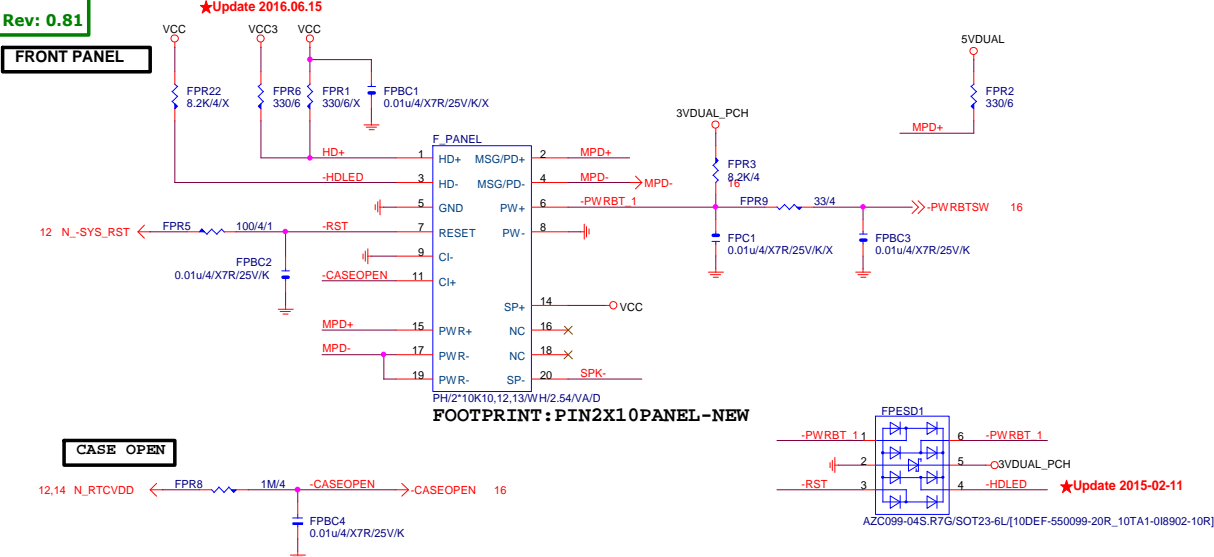 ★Update 2016.06.15
Rev: 0.81
FRONT PANEL
VCC
VCC3
VCC
5VDUAL
FPR22
8.2K/4/X
FPR6
330/6
FPR1
330/6/X
FPBC1
0.01u/4/X7R/25V/K/X
FPR2
330/6
MPD+
3VDUAL_PCH
F_PANEL
HD+ 1 HD+ MSG/PD+ 2 MPD+
-HDLED 3 HD- MSG/PD- 4 MPD- MPD- 16
FPR3
8.2K/4
5 GND PW+ 6 -PWRBT_1 FPR9 33/4 -PWRBTSW 16
12 N_-SYS_RST FPR5 100/4/1 -RST 7 RESET PW- 8
FPC1
0.01u/4/X7R/25V/K/X
FPBC3
0.01u/4/X7R/25V/K
9 CI-
FPBC2
0.01u/4/X7R/25V/K
-CASEOPEN 11 CI+
SP+ 14 VCC
MPD+ 15 PWR+ NC 16
MPD- 17 PWR- NC 18
19 PWR- SP- 20 SPK-
PH/2*10K10,12,13/WH/2.54/VA/D
FOOTPRINT:PIN2X10PANEL-NEW
CASE OPEN
12,14 N_RTCVDD FPR8 1M/4 -CASEOPEN -CASEOPEN 16
FPBC4
0.01u/4/X7R/25V/K
FPESD1
-PWRBT_1 1 6 -PWRBT_1
2 5 3VDUAL_PCH
-RST 3 4 -HDLED ★Update 2015-02-11
AZC099-04S.R7G/SOT23-6L/[10DEF-550099-20R_10TA1-0I8902-10R]